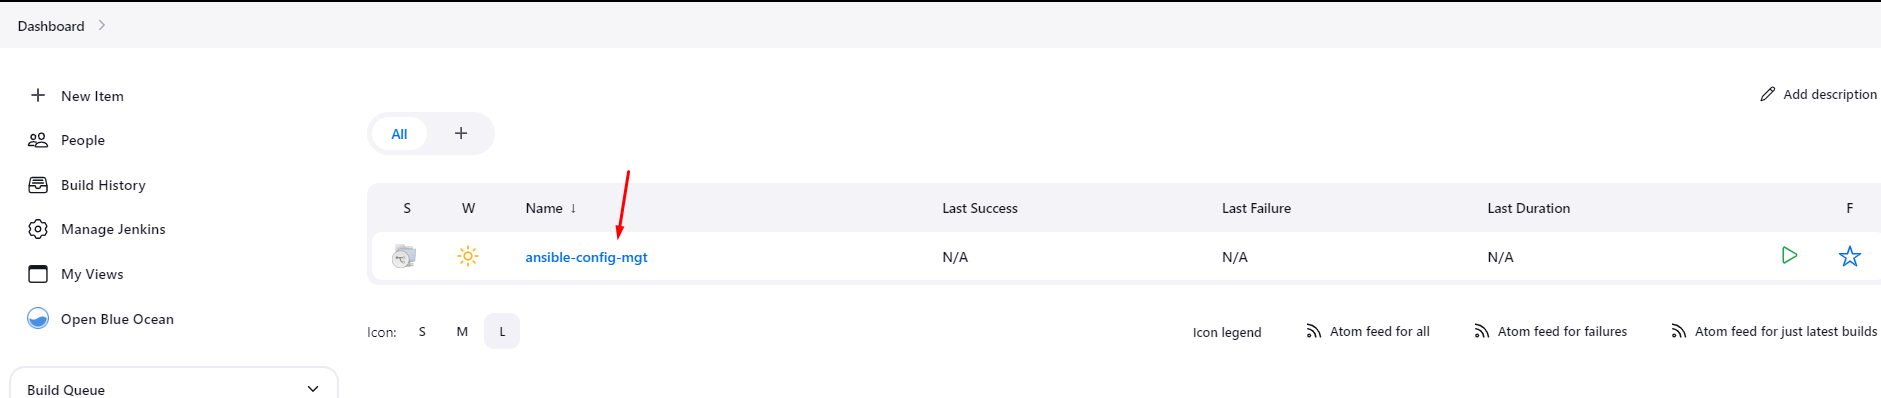 Dashboard
New Item
People
Build History
Manage Jenkins
My Views
Open Blue Ocean
Build Queue
Add description
All +
S W Name ↓ Last Success Last Failure Last Duration F
ansible-config-mgt N/A N/A N/A
Icon: S M L
Icon legend Atom feed for all Atom feed for failures Atom feed for just latest builds